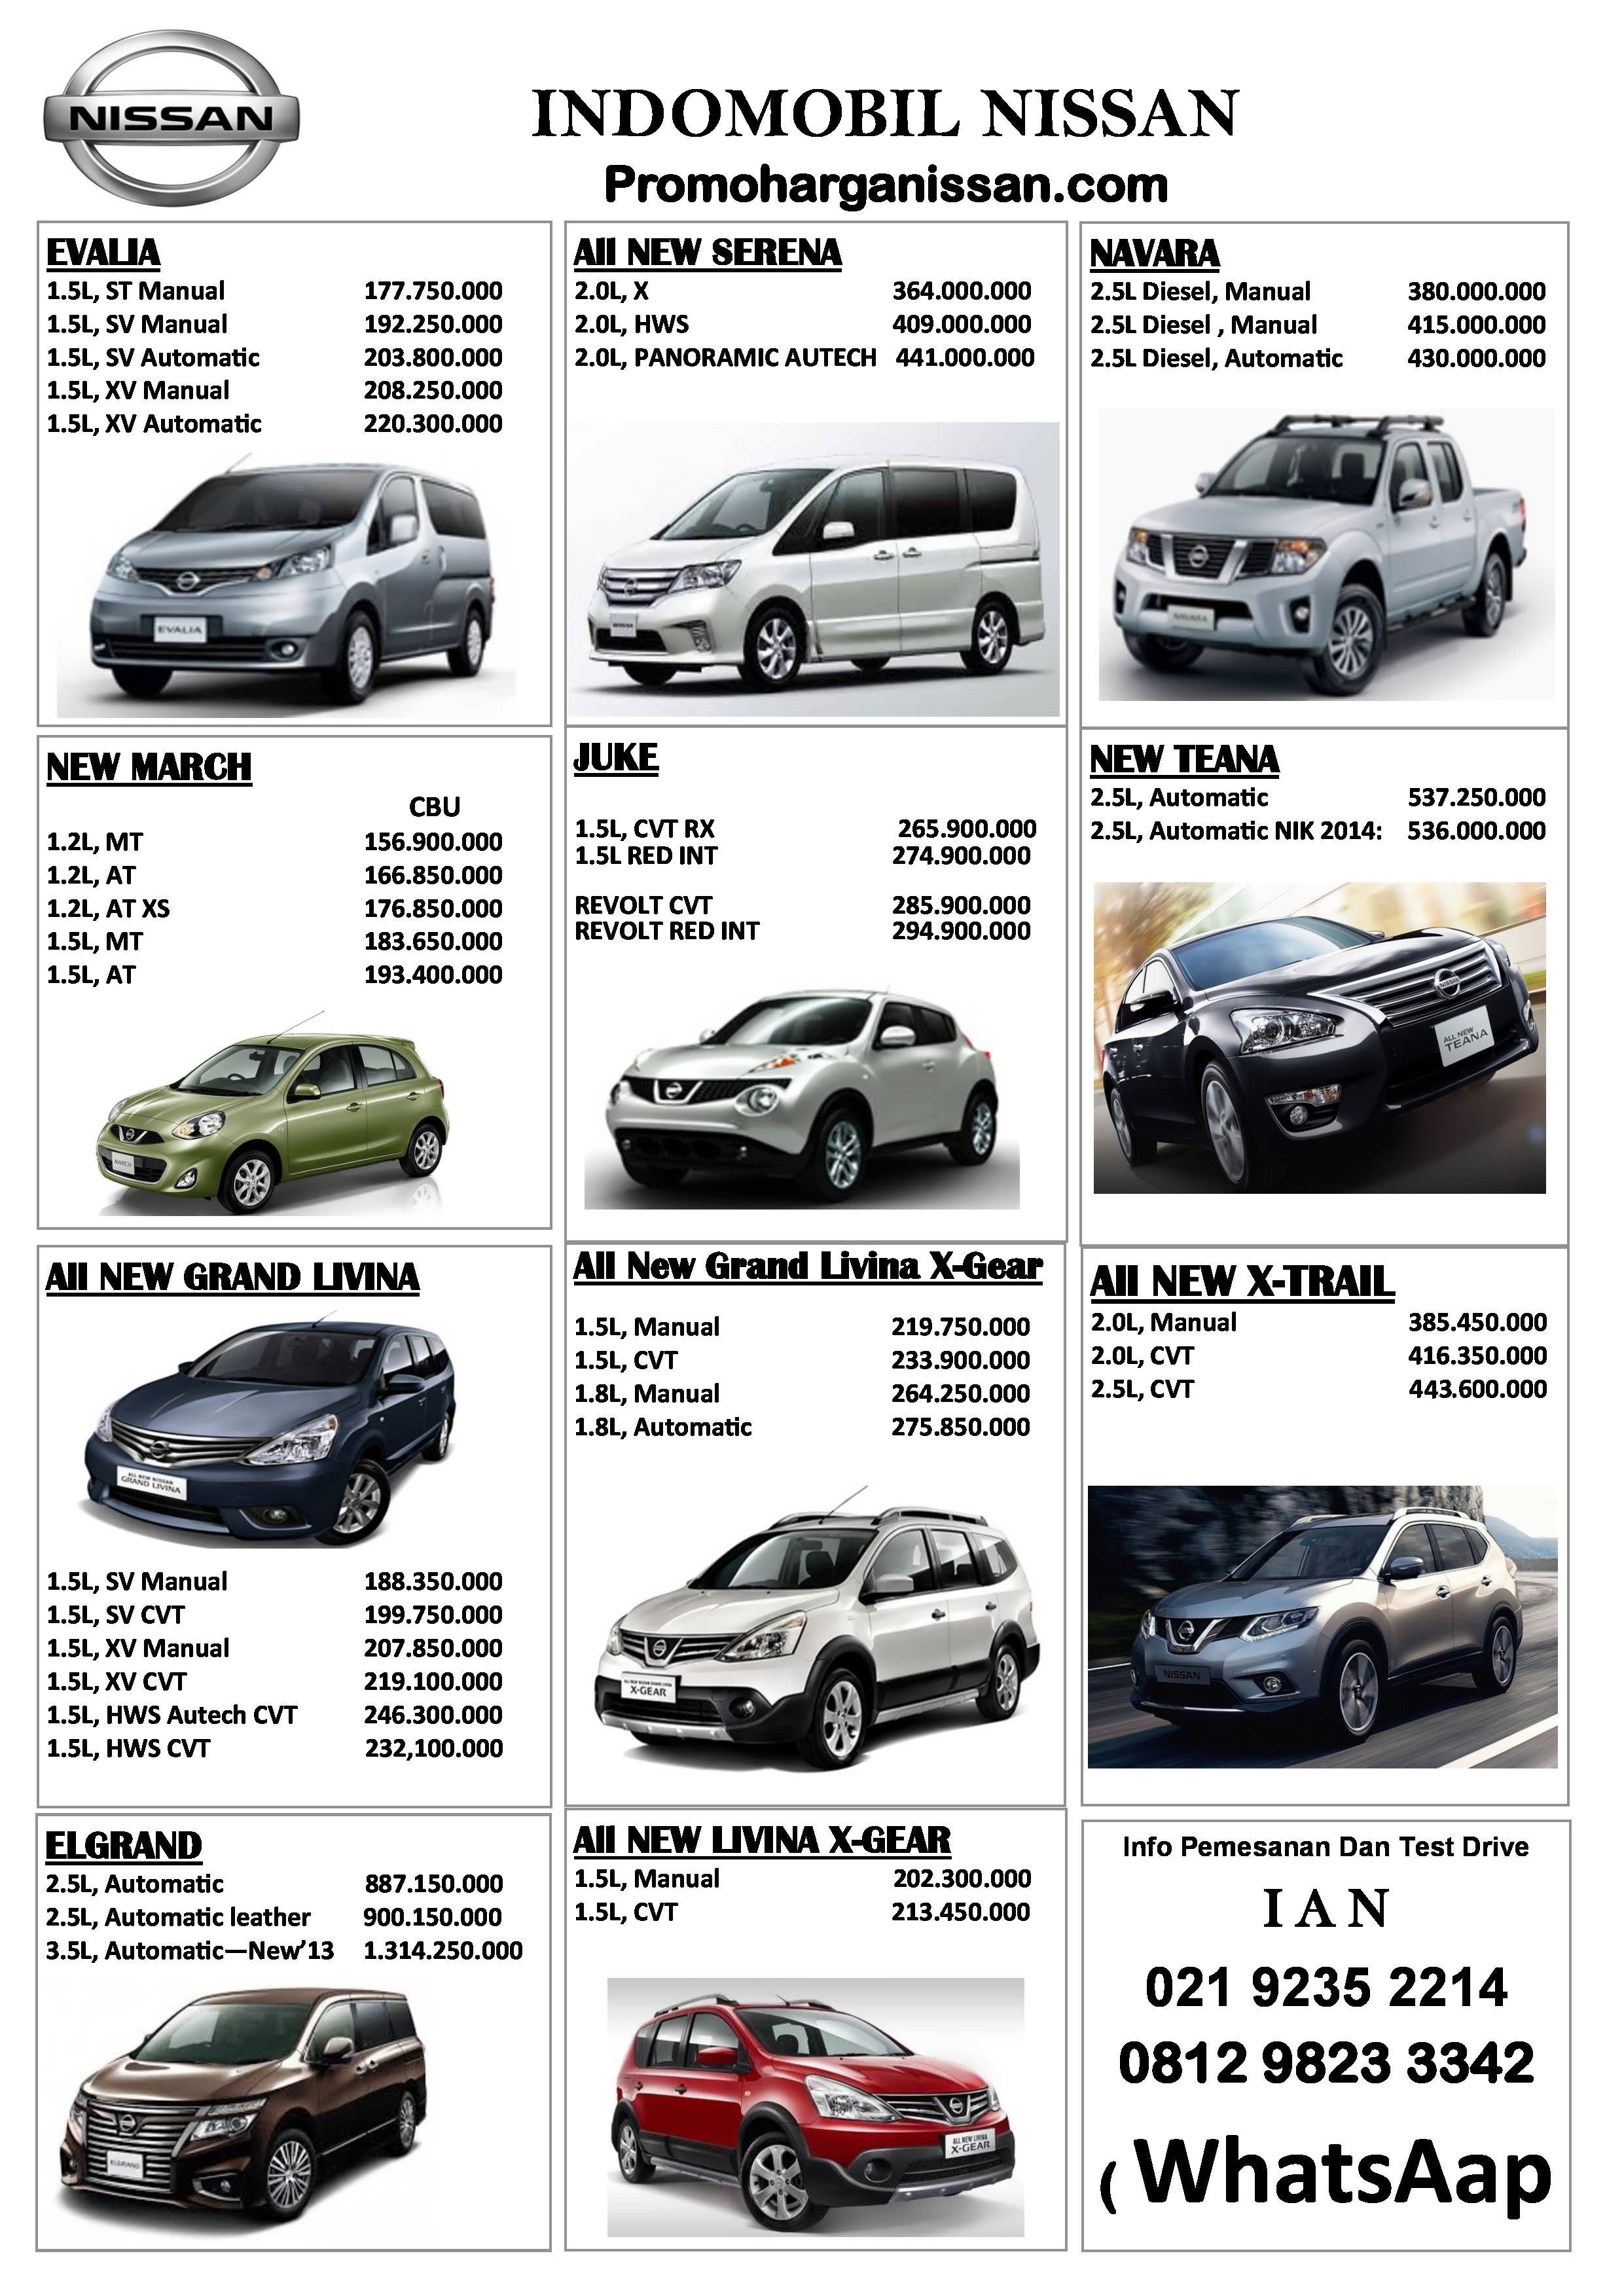 NISSAN
INDOMOBIL NISSAN
Promoharganissan.com
EVALIA
1.5L, ST Manual 177.750.000
1.5L, SV Manual 192.250.000
1.5L, SV Automatic 203.800.000
1.5L, XV Manual 208.250.000
1.5L, XV Automatic 220.300.000
EVALIA
All NEW SERENA
2.0L, X 364.000.000
2.0L, HWS 409.000.000
2.0L, PANORAMIC AUTECH 441.000.000
SERENA
NAVARA
2.5L Diesel, Manual 380.000.000
2.5L Diesel , Manual 415.000.000
2.5L Diesel, Automatic 430.000.000
NAVARA
NEW MARCH
CBU
1.2L, MT 156.900.000
1.2L, AT 166.850.000
1.2L, AT XS 176.850.000
1.5L, MT 183.650.000
1.5L, AT 193.400.000
MARCH
JUKE
1.5L, CVT RX 265.900.000
1.5L RED INT 274.900.000
REVOLT CVT 285.900.000
REVOLT RED INT 294.900.000
NEW TEANA
2.5L, Automatic 537.250.000
2.5L, Automatic NIK 2014: 536.000.000
NISSAN
ALL NEW
TEANA
All NEW GRAND LIVINA
ALL NEW NISSAN
GRAND LIVINA
1.5L, SV Manual 188.350.000
1.5L, SV CVT 199.750.000
1.5L, XV Manual 207.850.000
1.5L, XV CVT 219.100.000
1.5L, HWS Autech CVT 246.300.000
1.5L, HWS CVT 232,100.000
All New Grand Livina X-Gear
1.5L, Manual 219.750.000
1.5L, CVT 233.900.000
1.8L, Manual 264.250.000
1.8L, Automatic 275.850.000
ALL NEW NISSAN GRAND LIVINA
X-GEAR
All NEW X-TRAIL
2.0L, Manual 385.450.000
2.0L, CVT 416.350.000
2.5L, CVT 443.600.000
NISSAN
ELGRAND
2.5L, Automatic 887.150.000
2.5L, Automatic leather 900.150.000
3.5L, Automatic—New’13 1.314.250.000
ELGRAND
All NEW LIVINA X-GEAR
1.5L, Manual 202.300.000
1.5L, CVT 213.450.000
ALL NEW LIVINA
X-GEAR
Info Pemesanan Dan Test Drive
I A N
021 9235 2214
0812 9823 3342
( WhatsAap